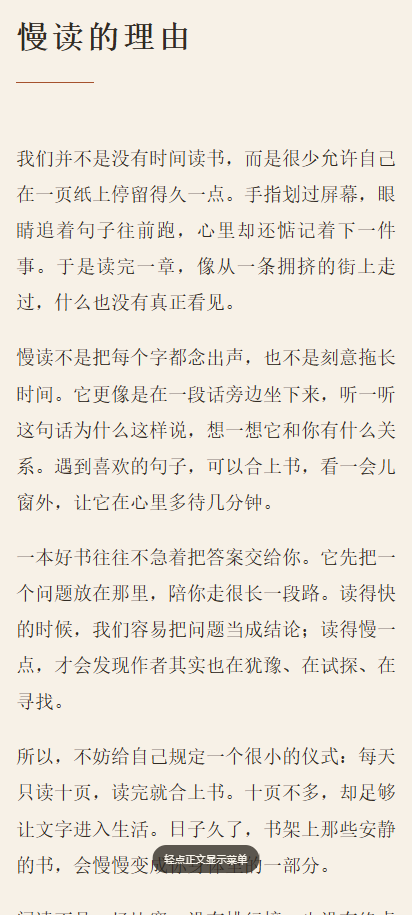 慢读的理由
我们并不是没有时间读书，而是很少允许自己
在一页纸上停留得久一点。手指划过屏幕，眼
睛追着句子往前跑，心里却还惦记着下一件
事。于是读完一章，像从一条拥挤的街上走
过，什么也没有真正看见。
慢读不是把每个字都念出声，也不是刻意拖长
时间。它更像是在一段话旁边坐下来，听一听
这句话为什么这样说，想一想它和你有什么关
系。遇到喜欢的句子，可以合上书，看一会儿
窗外，让它在心里多待几分钟。
一本好书往往不急着把答案交给你。它先把一
个问题放在那里，陪你走很长一段路。读得快
的时候，我们容易把问题当成结论；读得慢一
点，才会发现作者其实也在犹豫、在试探、在
寻找。
所以，不妨给自己规定一个很小的仪式：每天
只读十页，读完就合上书。十页不多，却足够
让文字进入生活。日子久了，书架上那些安静
的书，会慢慢变成你身体里的一部分。
轻点正文显示菜单